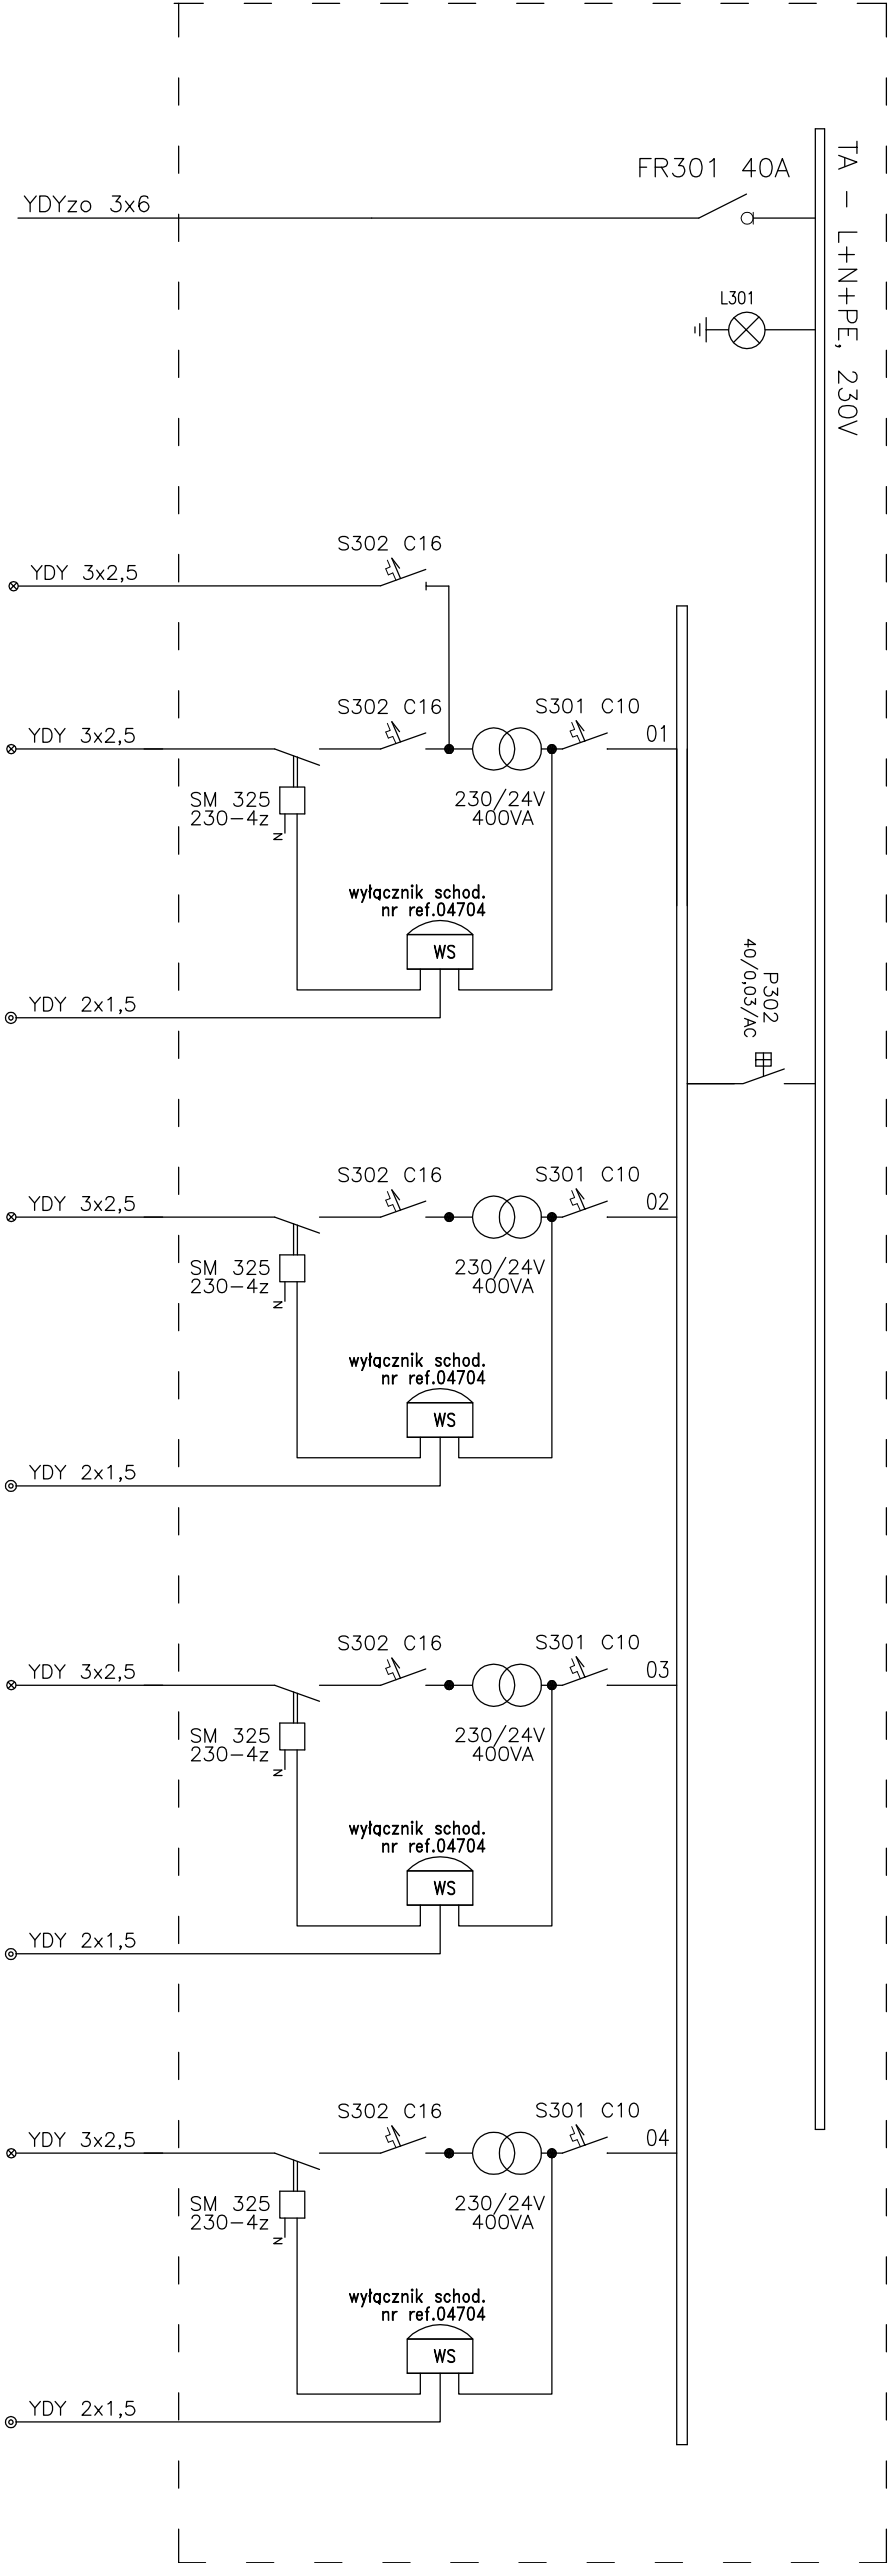 TA - L+N+PE, 230V
FR301 40A
YDYzo 3x6
L301
S302 C16
YDY 3x2,5
S302 C16
S301 C10
01
YDY 3x2,5
SM 325
230-4z
N
230/24V
400VA
wyłącznik schod.
nr ref.04704
WS
YDY 2x1,5
P302
40/0,03/AC
S302 C16
S301 C10
02
YDY 3x2,5
SM 325
230-4z
N
230/24V
400VA
wyłącznik schod.
nr ref.04704
WS
YDY 2x1,5
S302 C16
S301 C10
03
YDY 3x2,5
SM 325
230-4z
N
230/24V
400VA
wyłącznik schod.
nr ref.04704
WS
YDY 2x1,5
S302 C16
S301 C10
04
YDY 3x2,5
SM 325
230-4z
N
230/24V
400VA
wyłącznik schod.
nr ref.04704
WS
YDY 2x1,5